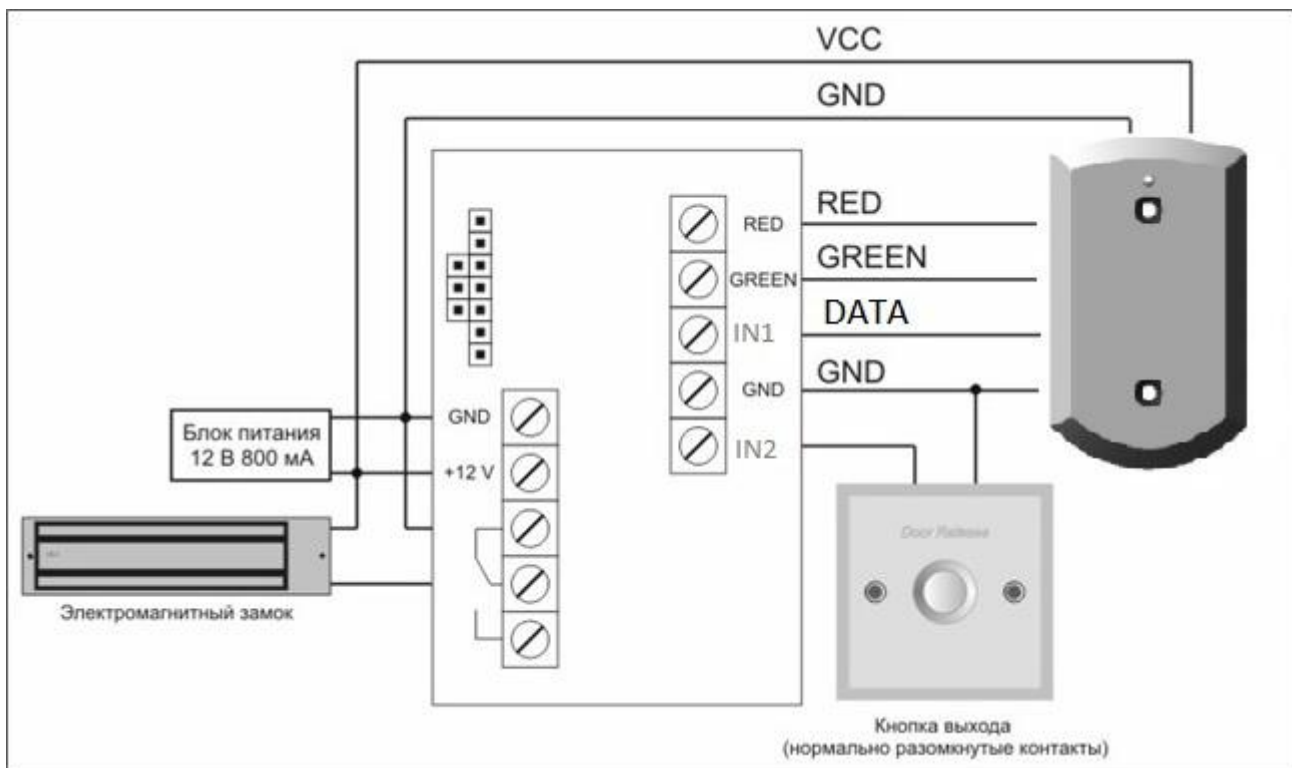 VCC
GND
RED
RED
GREEN
GREEN
DATA
IN1
GND
GND
IN2
GND
+12 V
Блок питания
12 В 800 мА
Электромагнитный замок
Door Release
Кнопка выхода
(нормально разомкнутые контакты)